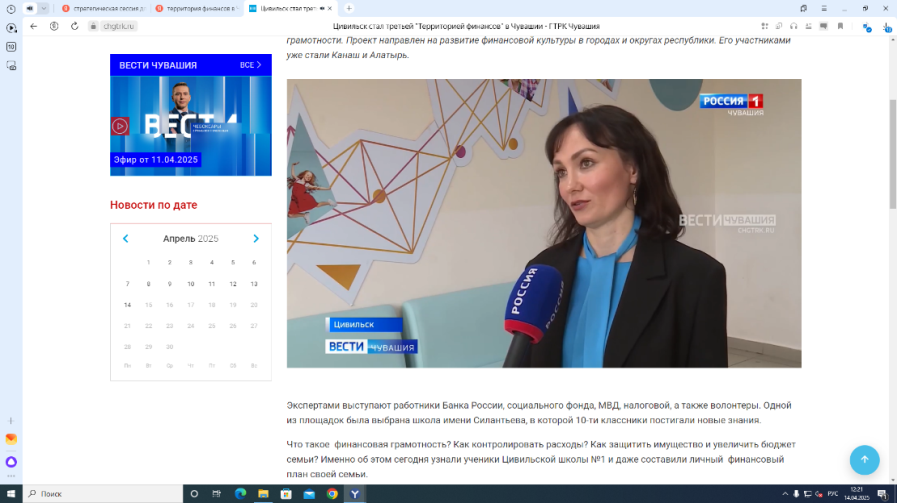 стратегическая сессия д
территория финансов в
Цивильск стал трет
chgtrk.ru
Цивильск стал третьей "Территорией финансов" в Чувашии - ГТРК Чувашия
грамотности. Проект направлен на развитие финансовой культуры в городах и округах республики. Его участниками
уже стали Канаш и Алатырь.
ВЕСТИ ЧУВАШИЯ
ВСЕ
ВЕСТИ
Эфир от 11.04.2025
Новости по дате
Апрель 2025
1 2 3 4 5 6
7 8 9 10 11 12 13
14 15 16 17 18 19 20
21 22 23 24 25 26 27
28 29 30
Пн Вт Ср Чт Пт Сб Вс
РОССИЯ 1
ЧУВАШИЯ
ВЕСТИ ЧУВАШИЯ
CHGTRK.RU
РОССИЯ
РОССИЯ
Цивильск
ВЕСТИ ЧУВАШИЯ
Экспертами выступают работники Банка России, социального фонда, МВД, налоговой, а также волонтеры. Одной
из площадок была выбрана школа имени Силантьева, в которой 10-ти классники постигали новые знания.
Что такое финансовая грамотность? Как контролировать расходы? Как защитить имущество и увеличить бюджет
семьи? Именно об этом сегодня узнали ученики Цивильской школы №1 и даже составили личный финансовый
план своей семьи.
Поиск
РУС
12:21
14.04.2025